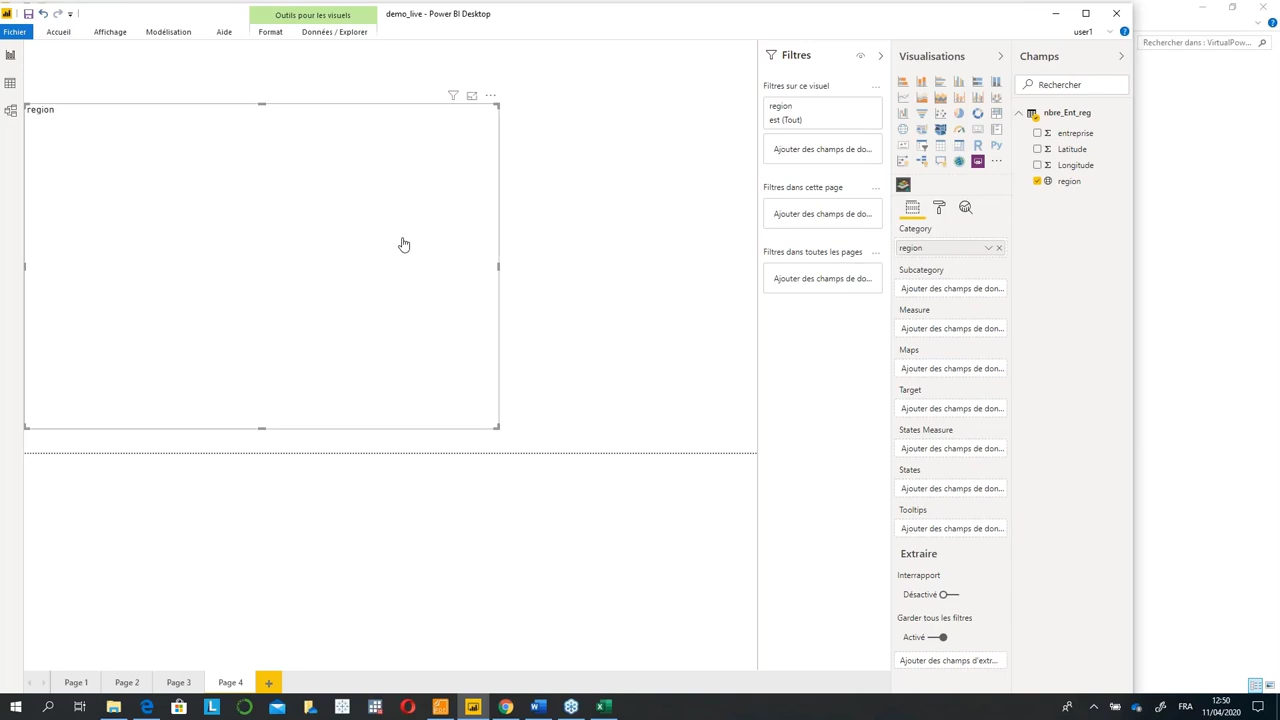 Outils pour les visuels
demo_live - Power BI Desktop
Fichier
Accueil
Affichage
Modélisation
Aide
Format
Données / Explorer
user1
Rechercher dans : VirtualPow...
region
Filtres
Filtres sur ce visuel
region
est (Tout)
Ajouter des champs de do...
Filtres dans cette page
Ajouter des champs de do...
Filtres dans toutes les pages
Ajouter des champs de do...
Visualisations
R
Py
Category
region
Subcategory
Ajouter des champs de don...
Measure
Ajouter des champs de don...
Maps
Ajouter des champs de don...
Target
Ajouter des champs de don...
States Measure
Ajouter des champs de don...
States
Ajouter des champs de don...
Tooltips
Ajouter des champs de don...
Extraire
Interrapport
Désactivé
Garder tous les filtres
Activé
Ajouter des champs d'extr...
Champs
Rechercher
nbre_Ent_reg
entreprise
Latitude
Longitude
region
Page 1
Page 2
Page 3
Page 4
FRA
12:50
11/04/2020